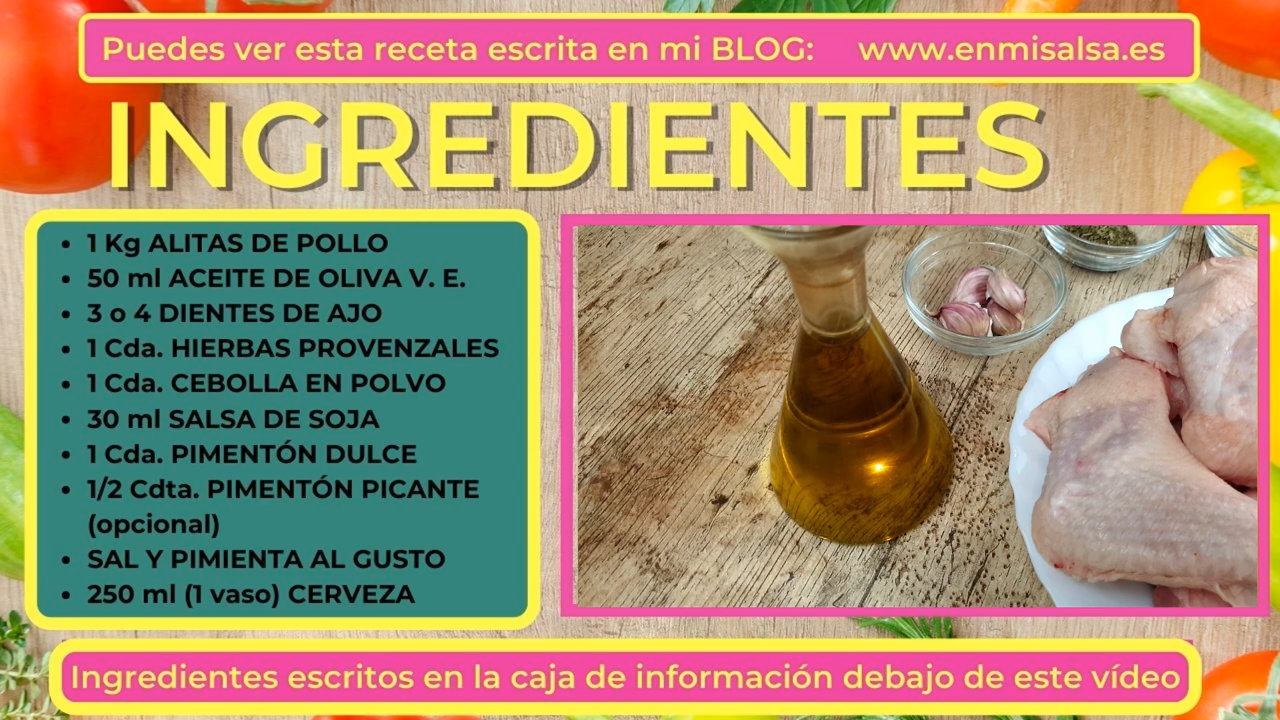 Puedes ver esta receta escrita en mi BLOG: www.enmisalsa.es
INGREDIENTES
• 1 Kg ALITAS DE POLLO
• 50 ml ACEITE DE OLIVA V. E.
• 3 o 4 DIENTES DE AJO
• 1 Cda. HIERBAS PROVENZALES
• 1 Cda. CEBOLLA EN POLVO
• 30 ml SALSA DE SOJA
• 1 Cda. PIMENTÓN DULCE
• 1/2 Cdta. PIMENTÓN PICANTE
(opcional)
• SAL Y PIMIENTA AL GUSTO
• 250 ml (1 vaso) CERVEZA
Ingredientes escritos en la caja de información debajo de este vídeo